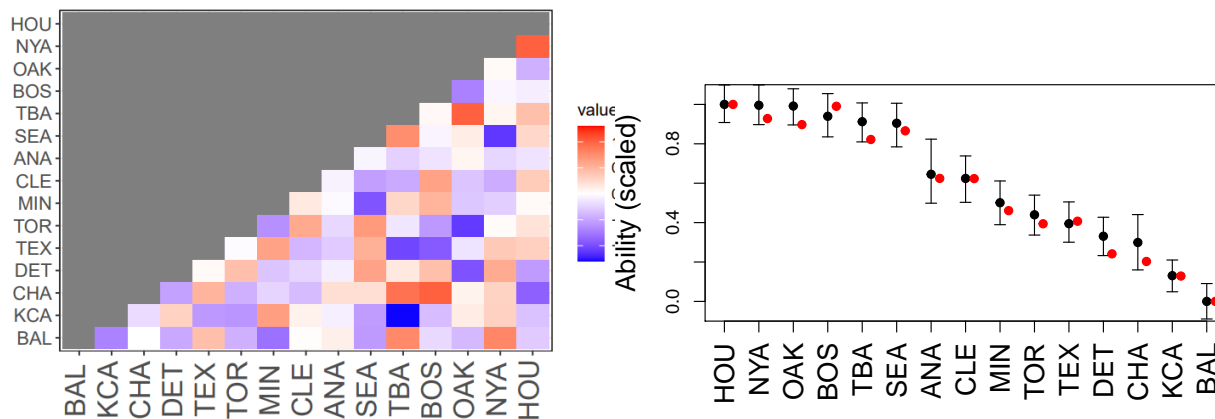 HOU
NYA
OAK
BOS
TBA
SEA
ANA
CLE
MIN
TOR
TEX
DET
CHA
KCA
BAL
BAL KCA CHA DET TEX TOR MIN CLE ANA SEA TBA BOS OAK NYA HOU
value
Ability (scaled)
0.8
0.4
0.0
HOU NYA OAK BOS TBA SEA ANA CLE MIN TOR TEX DET CHA KCA BAL